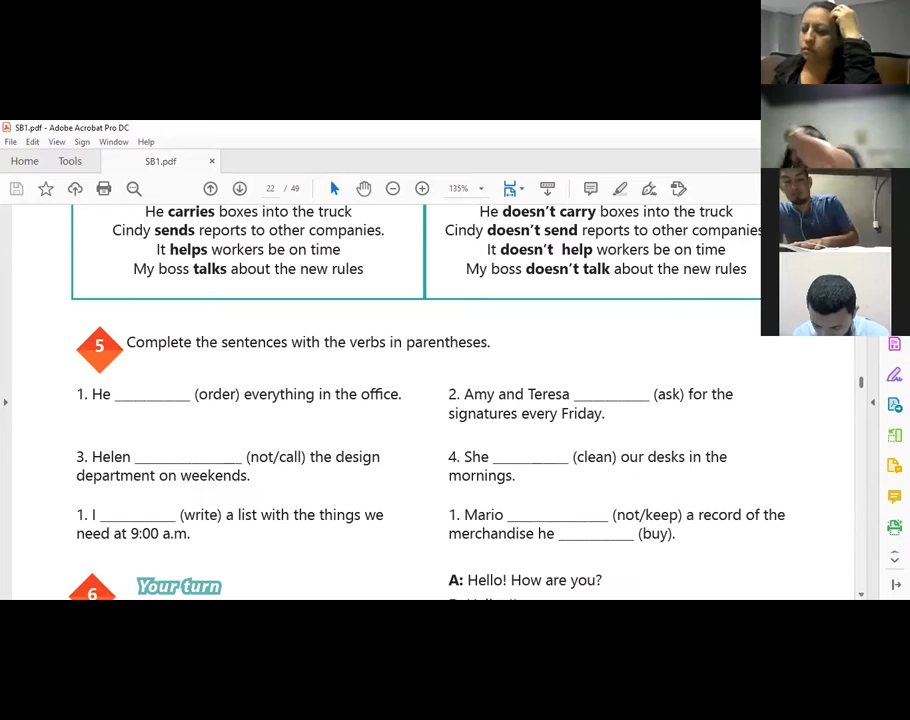 SB1.pdf - Adobe Acrobat Pro DC
File Edit View Sign Window Help
Home Tools SB1.pdf ×
22 / 49 135%
He carries boxes into the truck
Cindy sends reports to other companies.
It helps workers be on time
My boss talks about the new rules
He doesn't carry boxes into the truck
Cindy doesn't send reports to other companies
It doesn't help workers be on time
My boss doesn't talk about the new rules
5 Complete the sentences with the verbs in parentheses.
1. He _________ (order) everything in the office.
2. Amy and Teresa _________ (ask) for the
signatures every Friday.
3. Helen _____________ (not/call) the design
department on weekends.
4. She _________ (clean) our desks in the
mornings.
1. I _________ (write) a list with the things we
need at 9:00 a.m.
1. Mario ____________ (not/keep) a record of the
merchandise he _________ (buy).
6 Your turn
A: Hello! How are you?